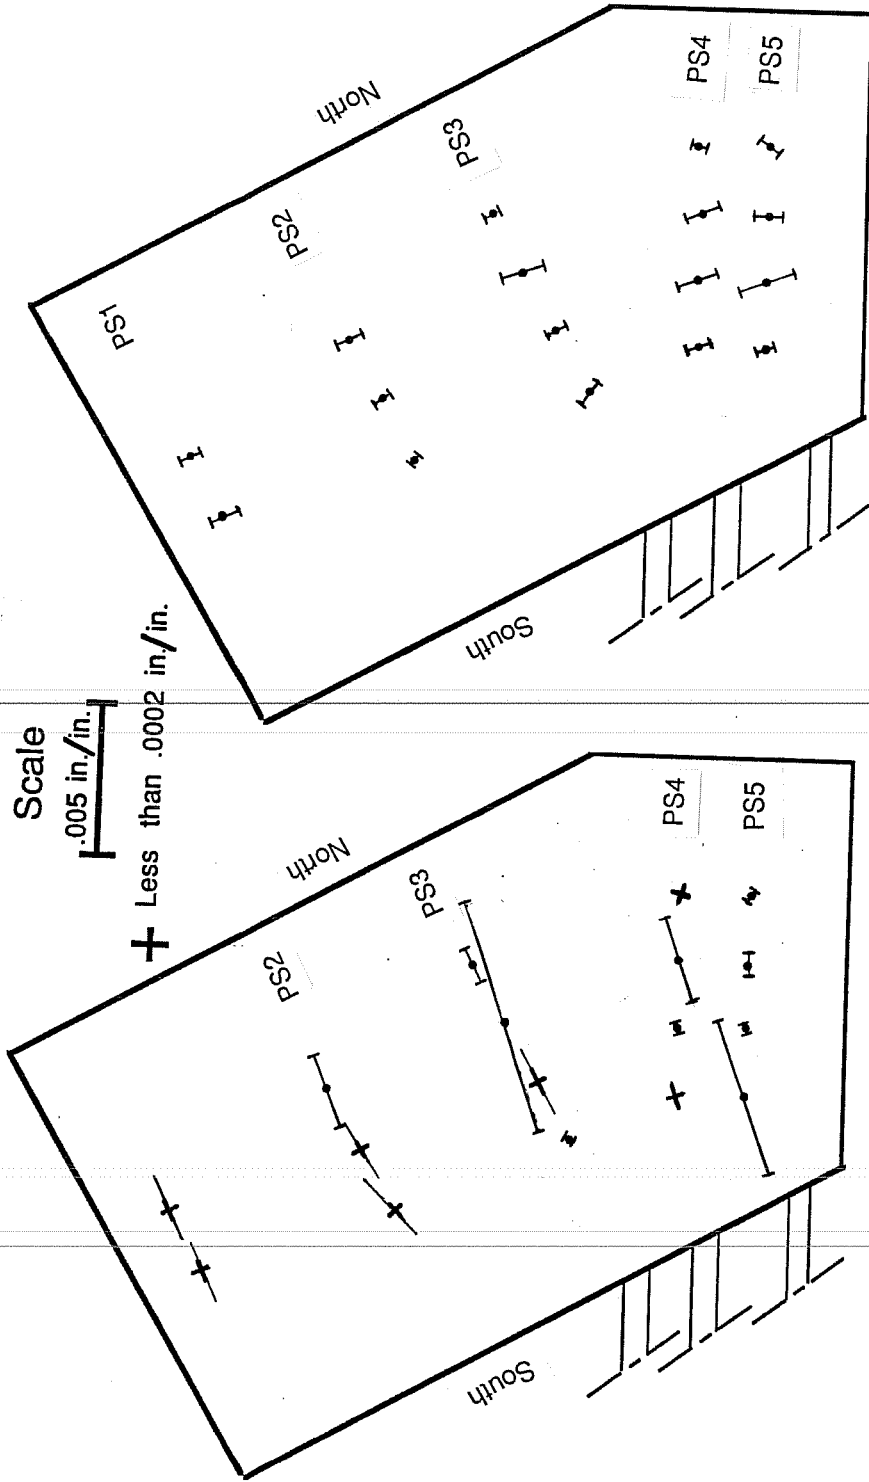 Scale
.005 in./in.
Less than .0002 in./in.
PS1
PS2
PS3
PS4
PS5
North
South
PS2
PS3
PS4
PS5
North
South